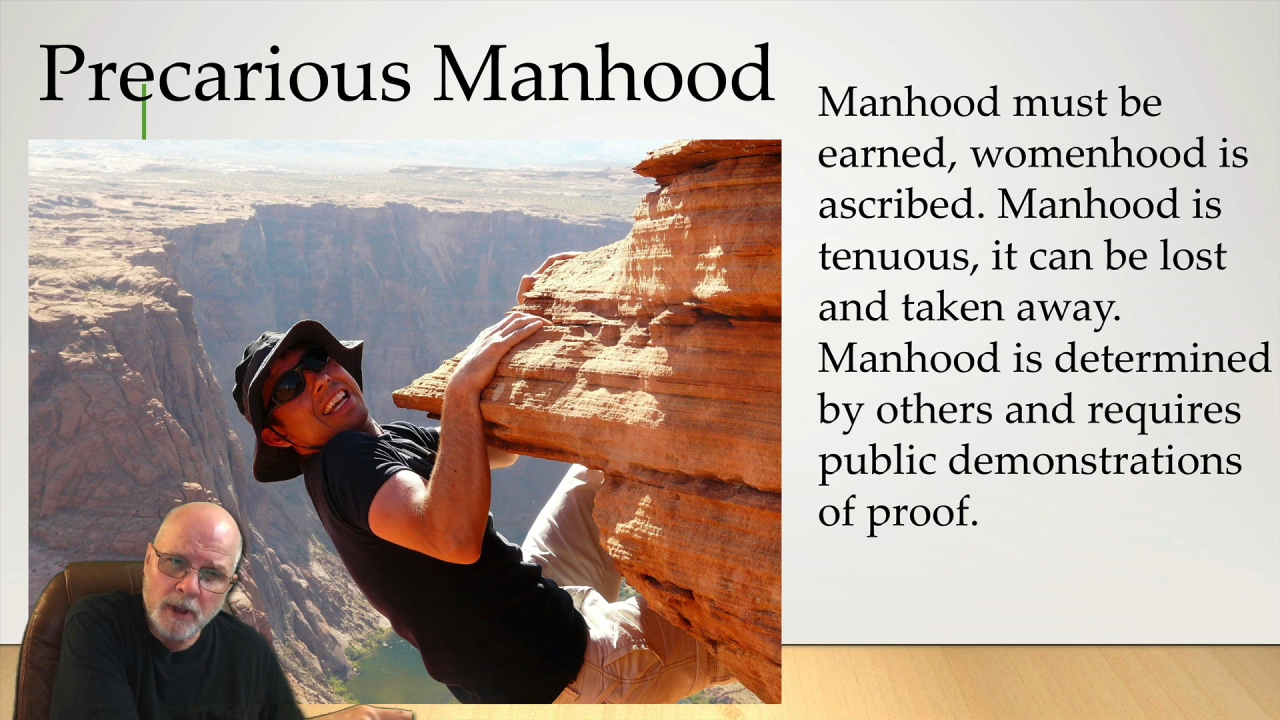 Precarious Manhood
Manhood must be
earned, womenhood is
ascribed. Manhood is
tenuous, it can be lost
and taken away.
Manhood is determined
by others and requires
public demonstrations
of proof.